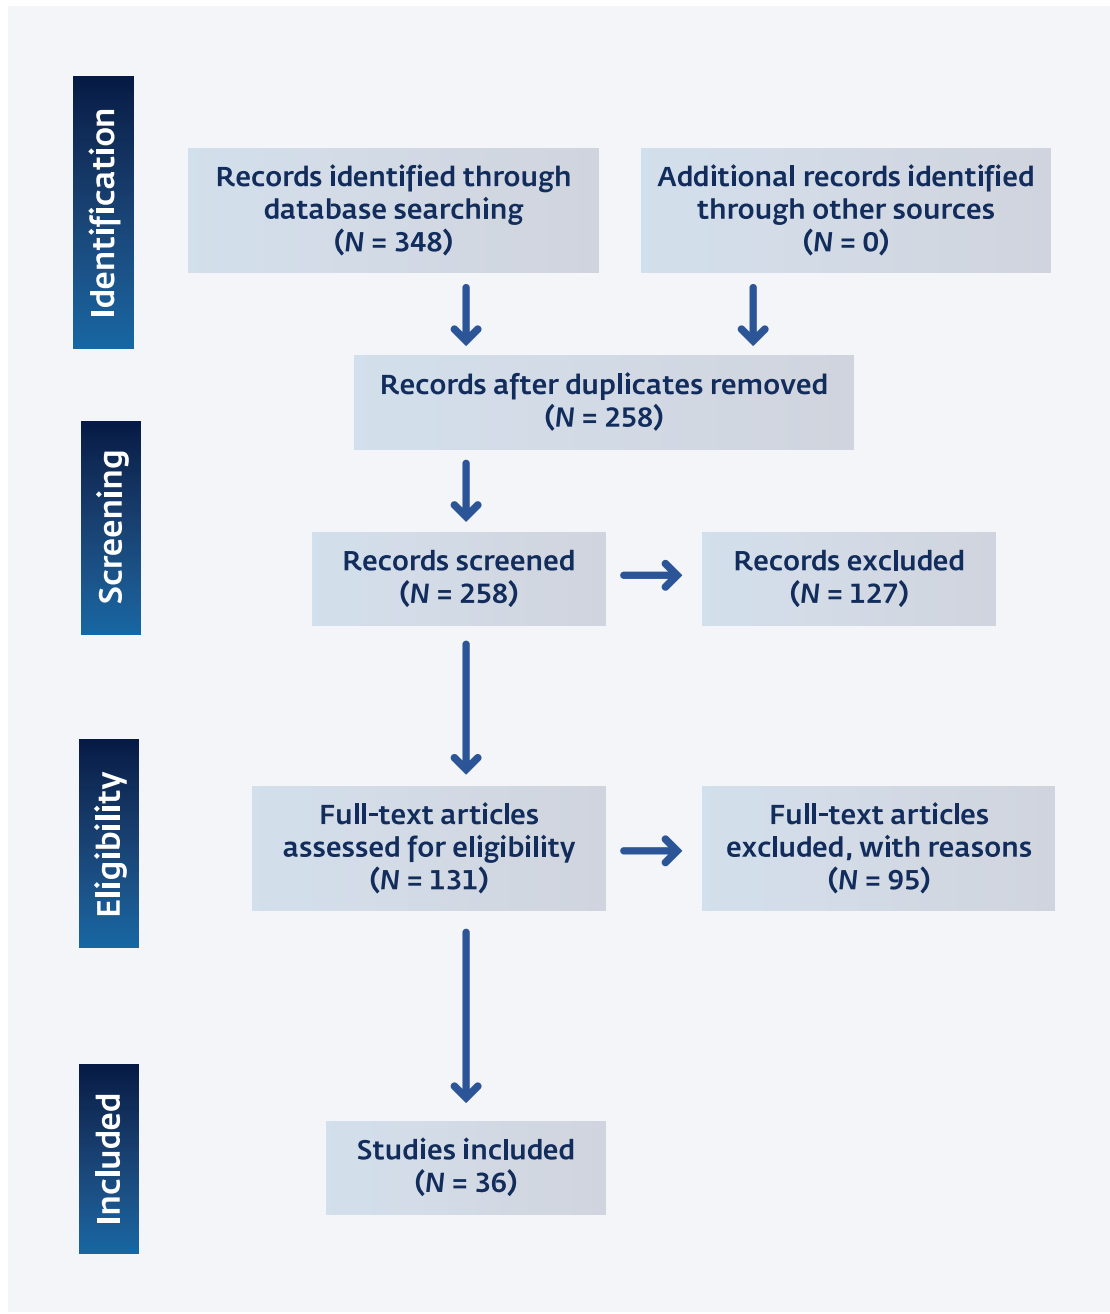 Identification
Records identified through
database searching
(N = 348)
Additional records identified
through other sources
(N = 0)
Records after duplicates removed
(N = 258)
Screening
Records screened
(N = 258)
Records excluded
(N = 127)
Eligibility
Full-text articles
assessed for eligibility
(N = 131)
Full-text articles
excluded, with reasons
(N = 95)
Included
Studies included
(N = 36)